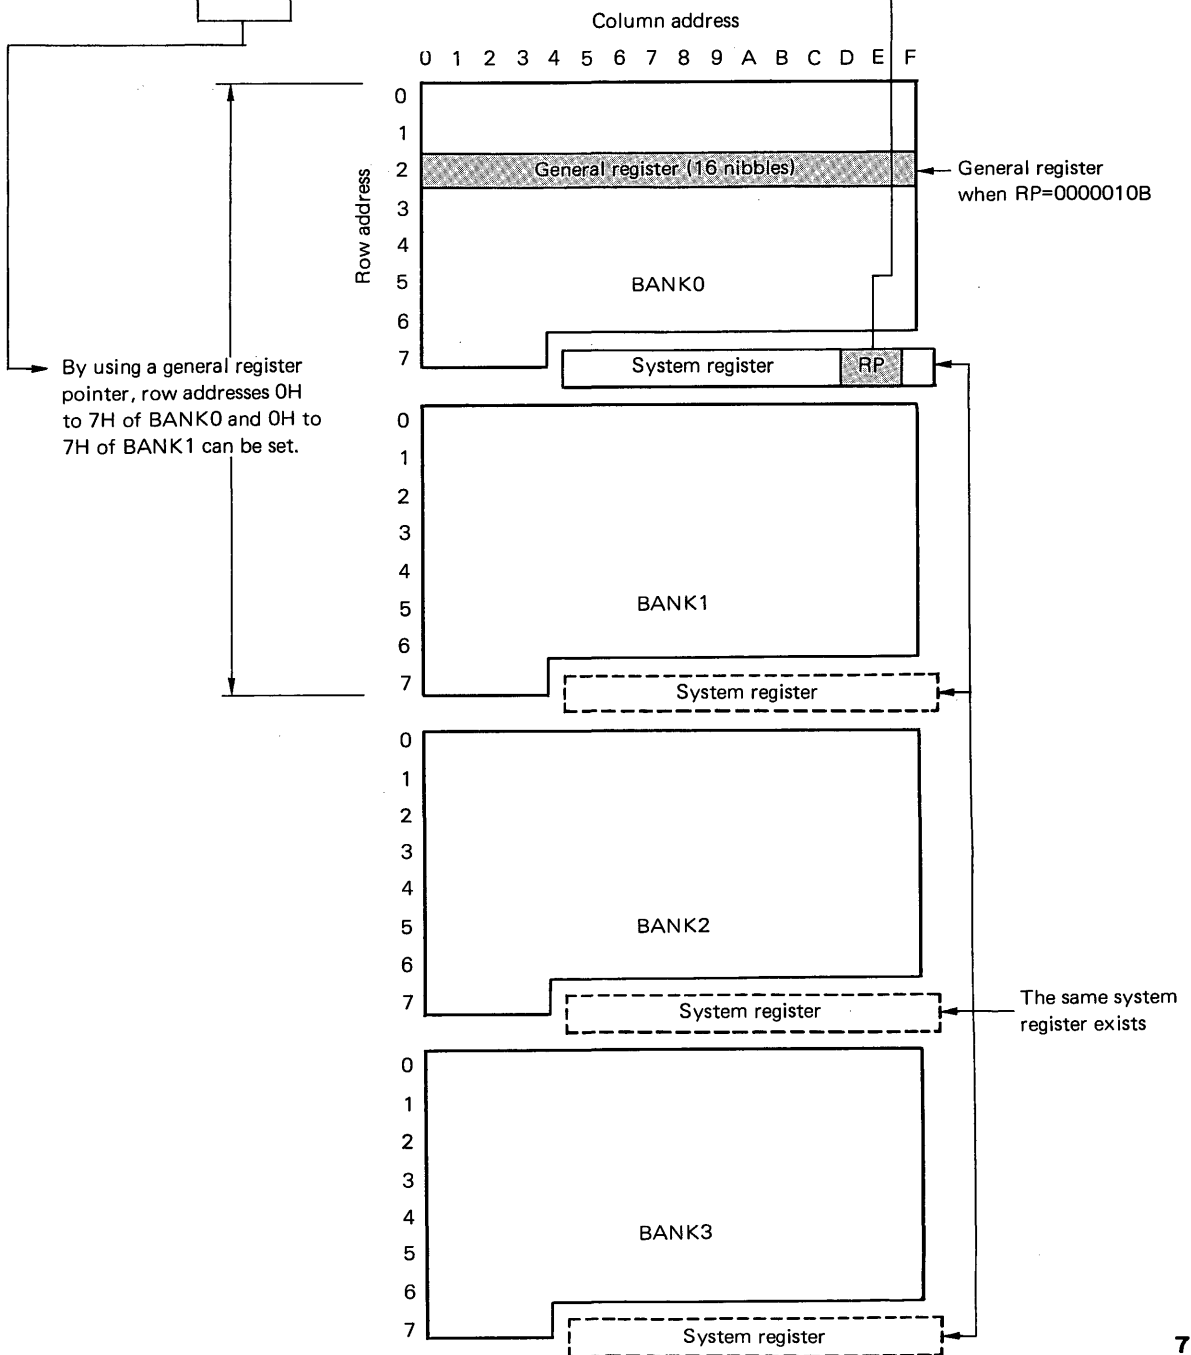 Column address
0 1 2 3 4 5 6 7 8 9 A B C D E F
Row address
0
1
2
3
4
5
6
7
General register (16 nibbles)
General register
when RP=0000010B
BANK0
System register
RP
By using a general register
pointer, row addresses 0H
to 7H of BANK0 and 0H to
7H of BANK1 can be set.
0
1
2
3
4
5
6
7
BANK1
System register
0
1
2
3
4
5
6
7
BANK2
System register
The same system
register exists
0
1
2
3
4
5
6
7
BANK3
System register
7